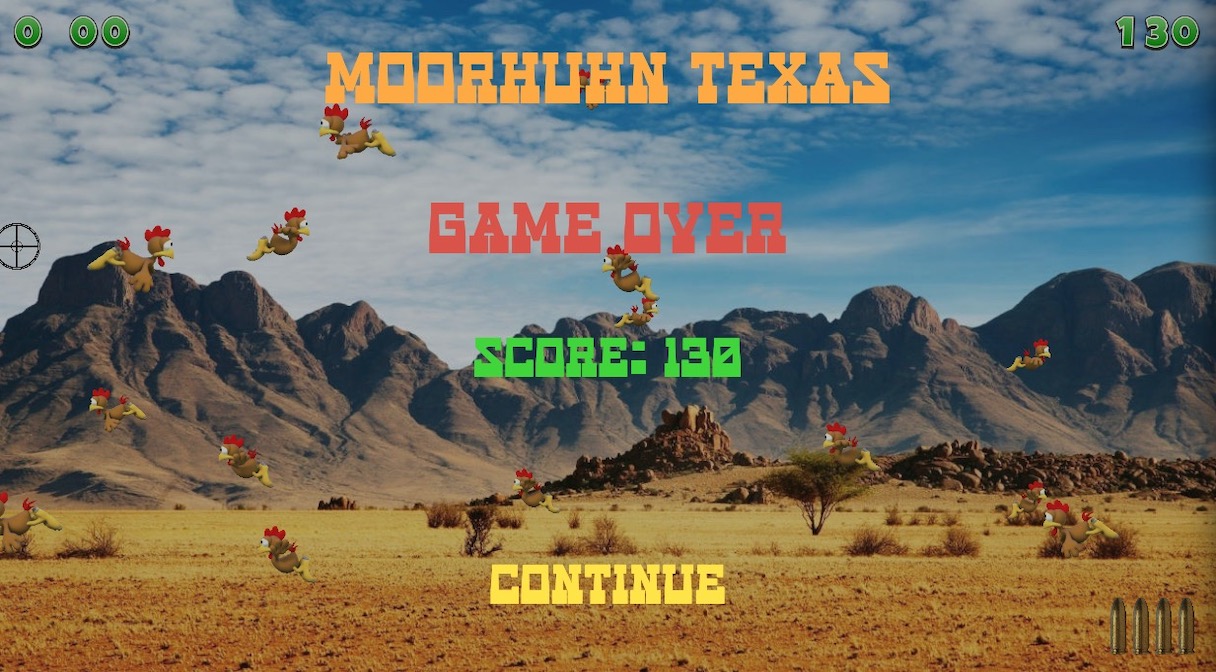 0 00
130
MOORHUHN TEXAS
GAME OVER
SCORE: 130
CONTINUE